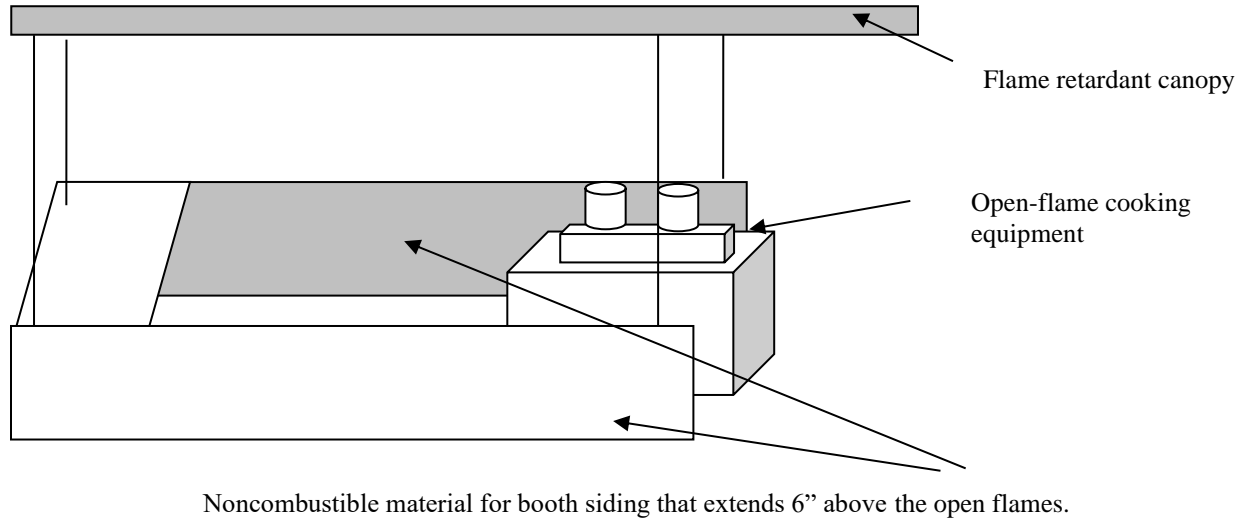 Flame retardant canopy
Open-flame cooking
equipment
Noncombustible material for booth siding that extends 6” above the open flames.